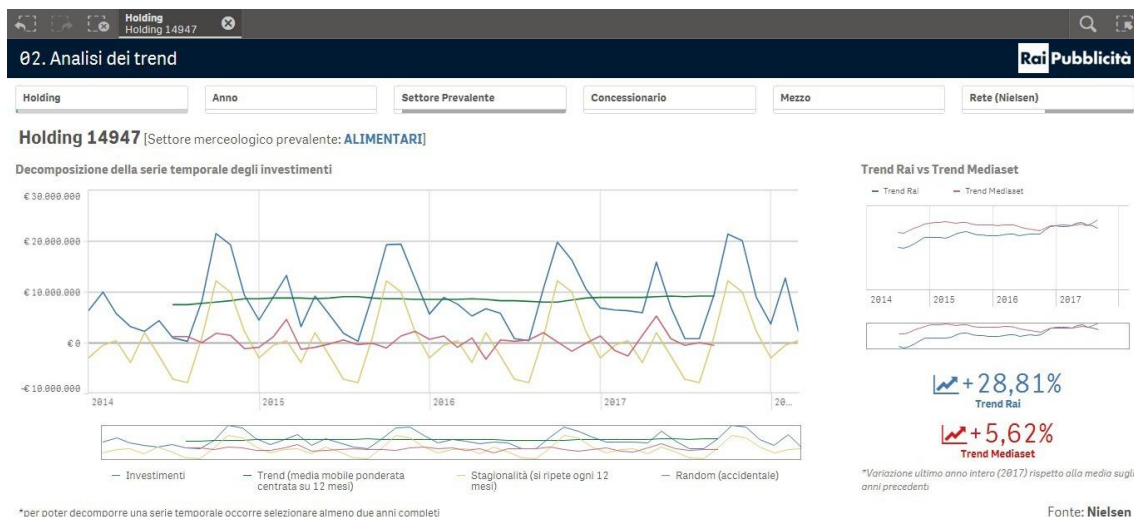 Holding
Holding 14947
02. Analisi dei trend
Rai Pubblicità
Holding
Anno
Settore Prevalente
Concessionario
Mezzo
Rete (Nielsen)
Holding 14947 [Settore merceologico prevalente: ALIMENTARI]
Decomposizione della serie temporale degli investimenti
€ 30.000.000
€ 20.000.000
€ 10.000.000
€ 0
-€ 10.000.000
2014
2015
2016
2017
20...
Investimenti
Trend (media mobile ponderata
centrata su 12 mesi)
Stagionalità (si ripete ogni 12
mesi)
Random (accidentale)
*per poter decomporre una serie temporale occorre selezionare almeno due anni completi
Trend Rai vs Trend Mediaset
Trend Rai
Trend Mediaset
2014
2015
2016
2017
+28,81%
Trend Rai
+5,62%
Trend Mediaset
*Variazione ultimo anno intero (2017) rispetto alla media sugli
anni precedenti
Fonte: Nielsen